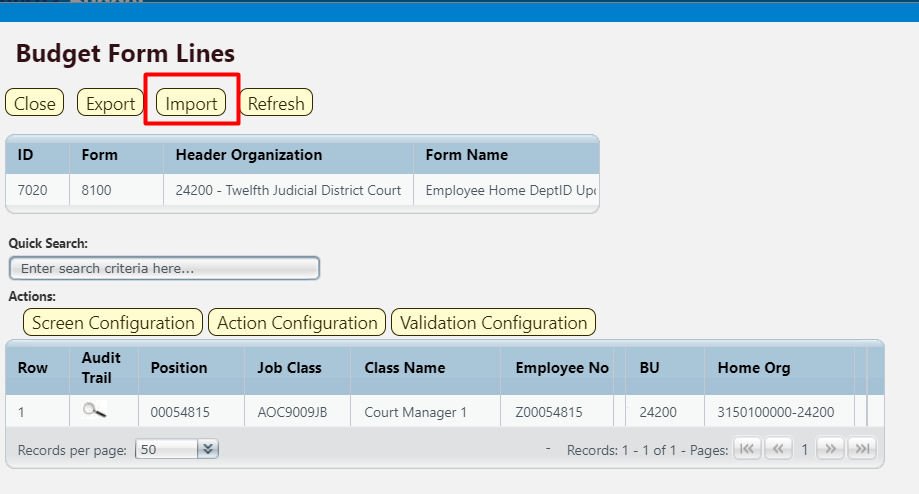 Budget Form Lines
Close Export Import Refresh
ID Form Header Organization Form Name
7020 8100 24200 - Twelfth Judicial District Court Employee Home DeptID
Quick Search:
Enter search criteria here...
Actions:
Screen Configuration Action Configuration Validation Configuration
Row Audit Trail Position Job Class Class Name Employee No BU Home Org
1 00054815 AOC9009JB Court Manager 1 Z00054815 24200 3150100000-24200
Records per page: 50 - Records: 1 - 1 of 1 - Pages: 1